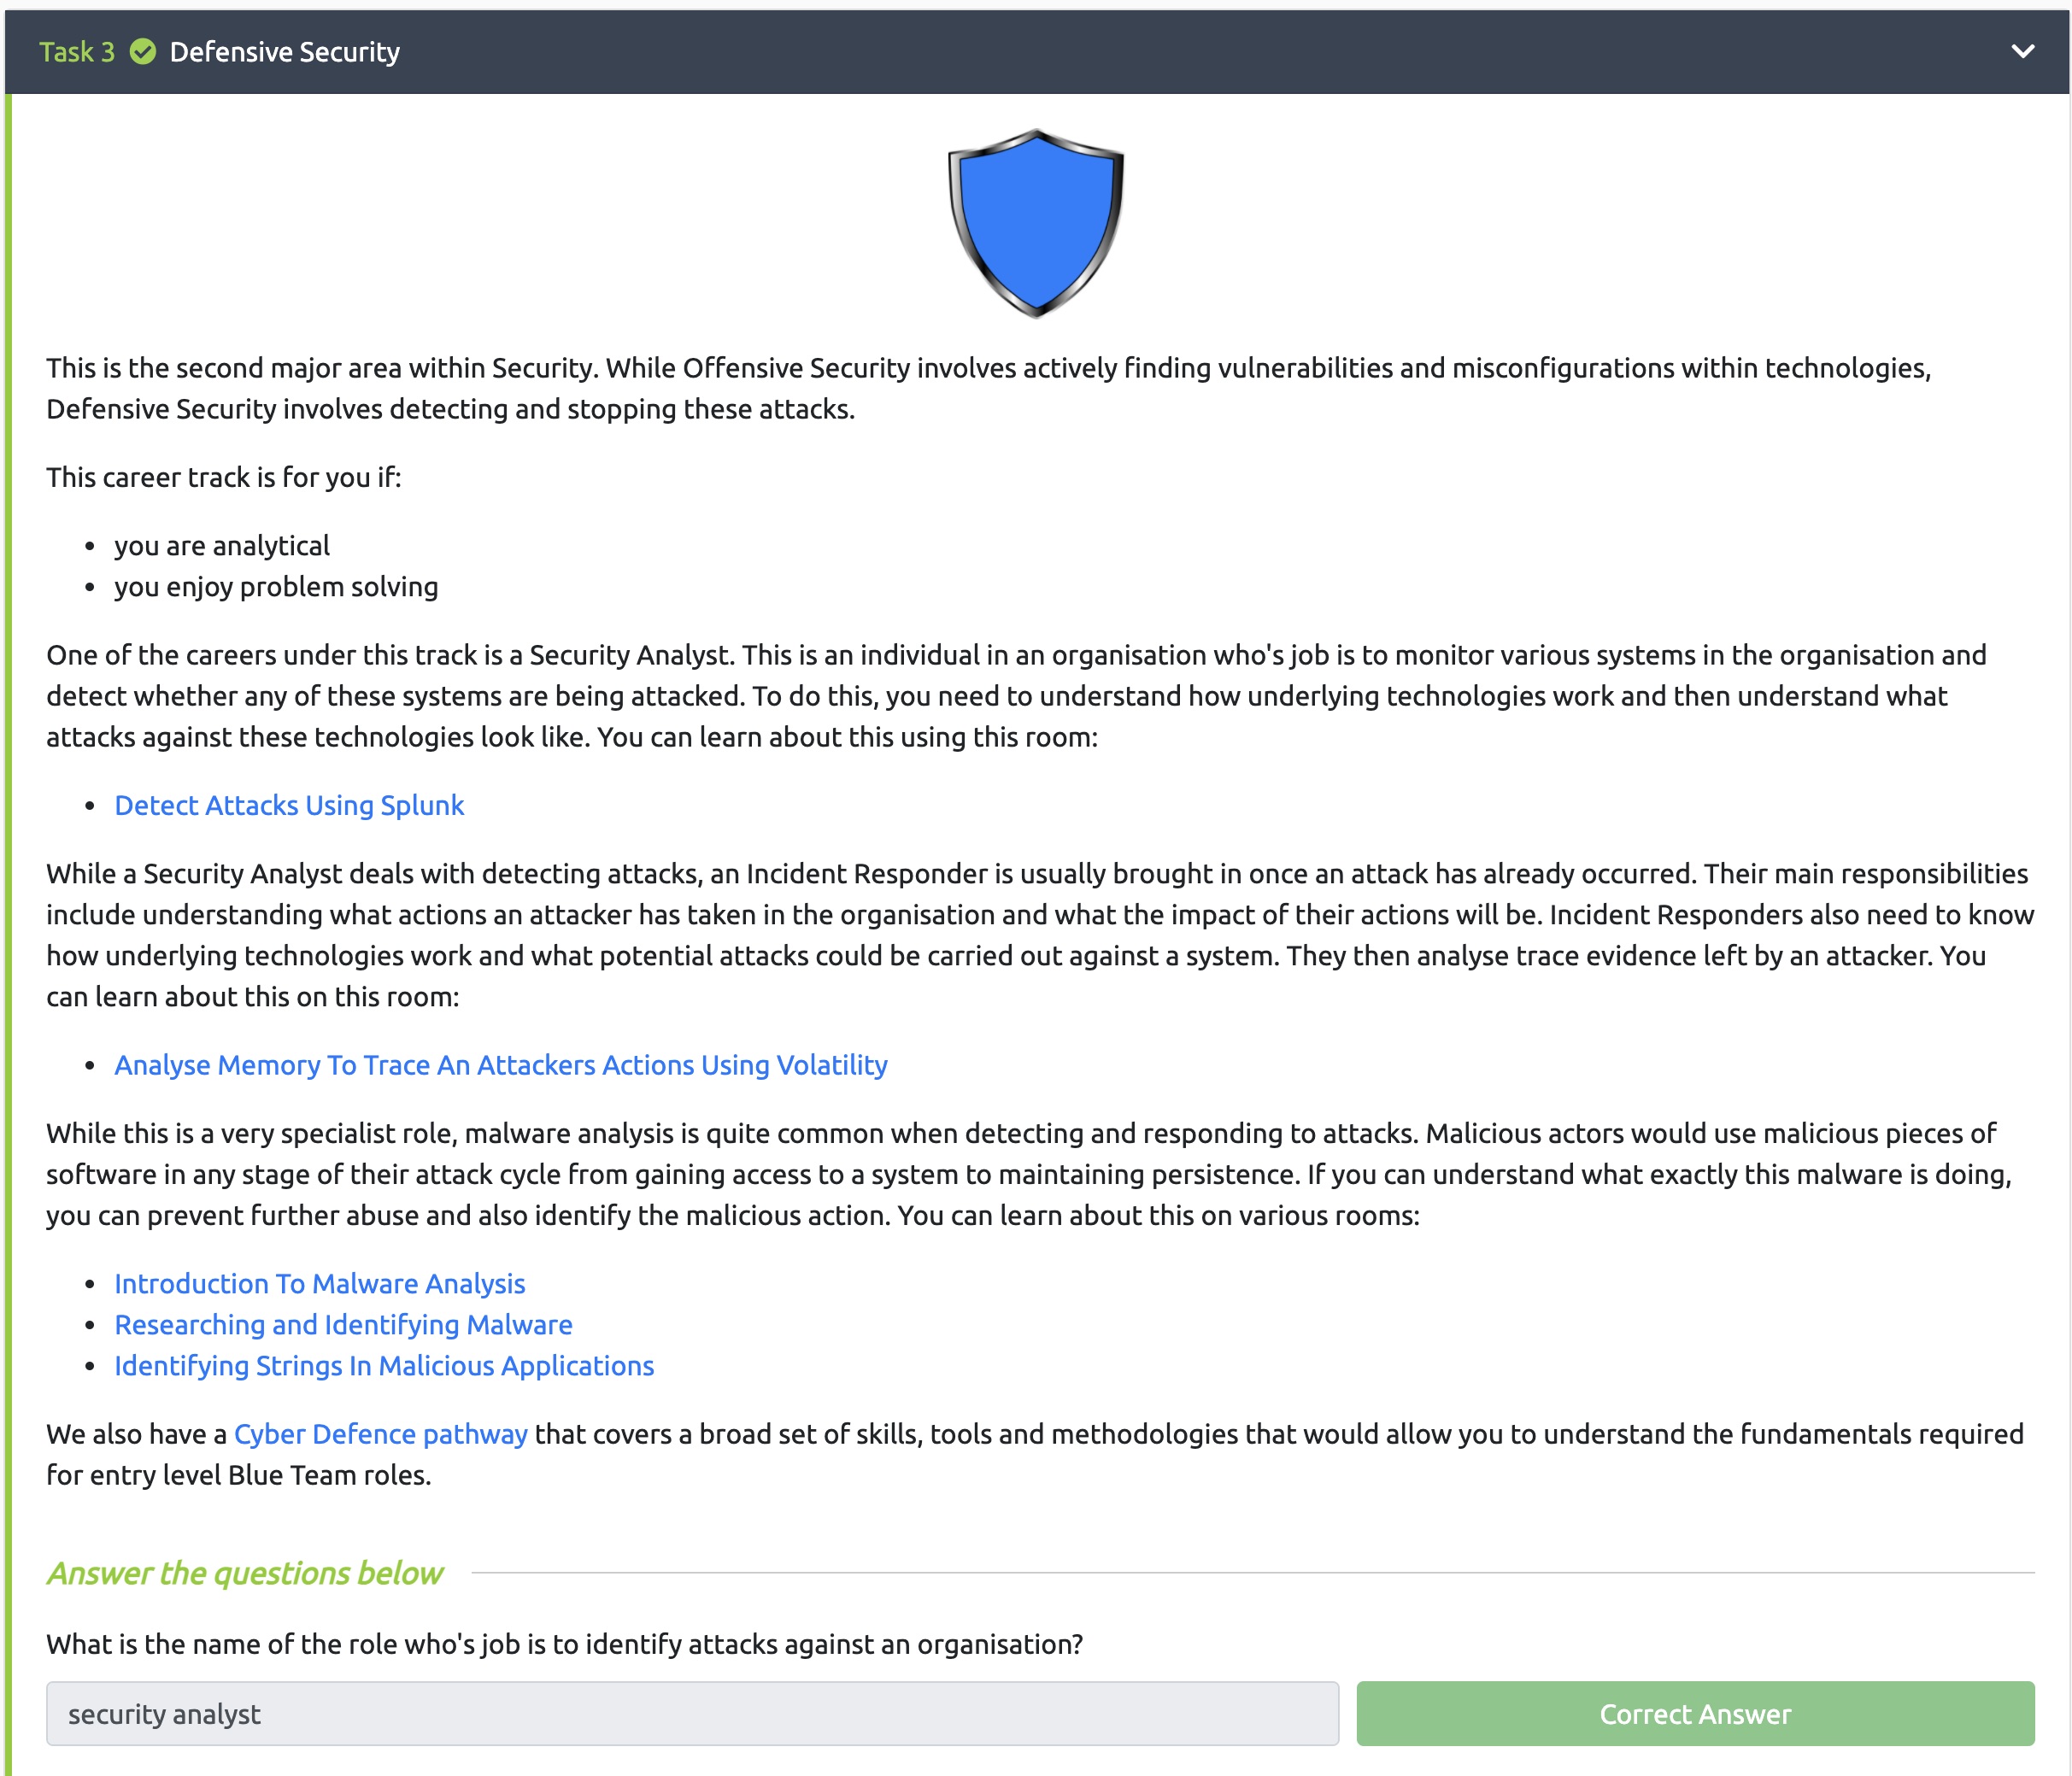 Task 3 Defensive Security
This is the second major area within Security. While Offensive Security involves actively finding vulnerabilities and misconfigurations within technologies,
Defensive Security involves detecting and stopping these attacks.
This career track is for you if:
• you are analytical
• you enjoy problem solving
One of the careers under this track is a Security Analyst. This is an individual in an organisation who's job is to monitor various systems in the organisation and
detect whether any of these systems are being attacked. To do this, you need to understand how underlying technologies work and then understand what
attacks against these technologies look like. You can learn about this using this room:
• Detect Attacks Using Splunk
While a Security Analyst deals with detecting attacks, an Incident Responder is usually brought in once an attack has already occurred. Their main responsibilities
include understanding what actions an attacker has taken in the organisation and what the impact of their actions will be. Incident Responders also need to know
how underlying technologies work and what potential attacks could be carried out against a system. They then analyse trace evidence left by an attacker. You
can learn about this on this room:
• Analyse Memory To Trace An Attackers Actions Using Volatility
While this is a very specialist role, malware analysis is quite common when detecting and responding to attacks. Malicious actors would use malicious pieces of
software in any stage of their attack cycle from gaining access to a system to maintaining persistence. If you can understand what exactly this malware is doing,
you can prevent further abuse and also identify the malicious action. You can learn about this on various rooms:
• Introduction To Malware Analysis
• Researching and Identifying Malware
• Identifying Strings In Malicious Applications
We also have a Cyber Defence pathway that covers a broad set of skills, tools and methodologies that would allow you to understand the fundamentals required
for entry level Blue Team roles.
Answer the questions below
What is the name of the role who's job is to identify attacks against an organisation?
security analyst
Correct Answer